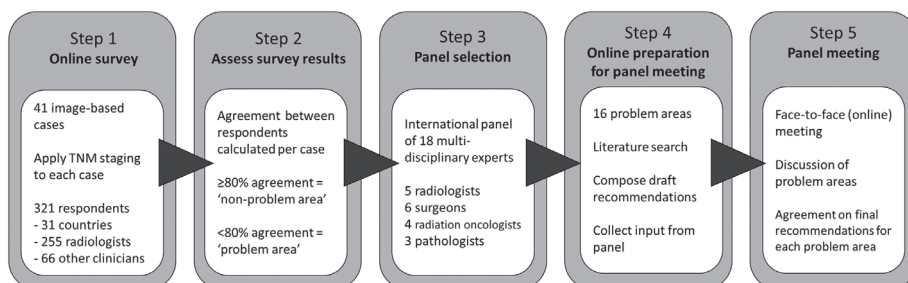 Step 1
Online survey
41 image-based
cases
Apply TNM staging
to each case
321 respondents
- 31 countries
- 255 radiologists
- 66 other clinicians
Step 2
Assess survey results
Agreement between
respondents
calculated per case
≥80% agreement =
‘non-problem area’
<80% agreement =
‘problem area’
Step 3
Panel selection
International panel
of 18 multi-
disciplinary experts
5 radiologists
6 surgeons
4 radiation oncologists
3 pathologists
Step 4
Online preparation
for panel meeting
16 problem areas
Literature search
Compose draft
recommendations
Collect input from
panel
Step 5
Panel meeting
Face-to-face (online)
meeting
Discussion of
problem areas
Agreement on final
recommendations for
each problem area